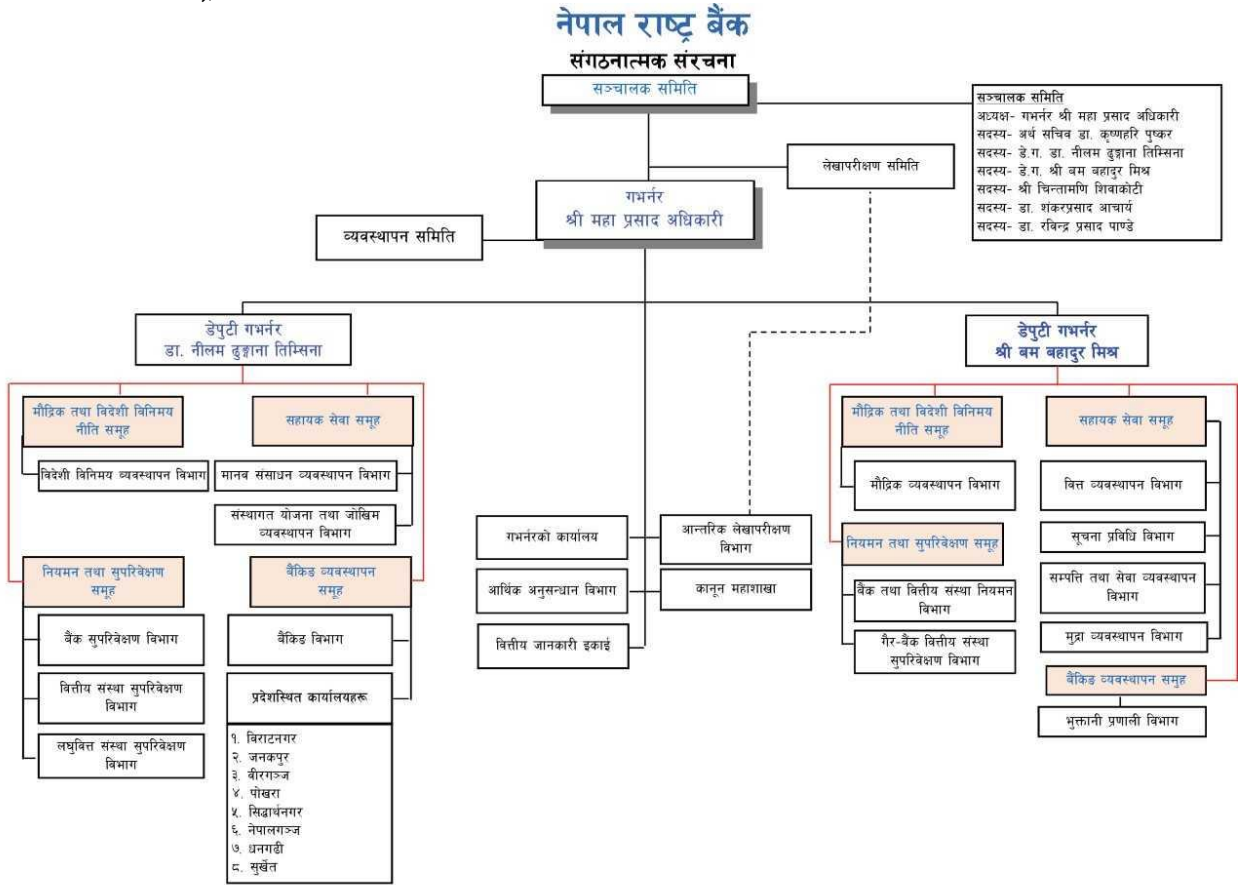 नेपाल राष्ट्र बैंक
संगठनात्मक संरचना
सञ्चालक समिति
सञ्चालक समिति
अध्यक्ष- गभर्नर श्री महा प्रसाद अधिकारी
सदस्य- अर्थ सचिव डा. कृष्णहरि पुष्कर
सदस्य- डे.ग. डा. नीलम ढुङ्गाना तिम्सिना
सदस्य- डे.ग. श्री बम बहादुर मिश्र
सदस्य- श्री चिन्तामणि शिवाकोटी
सदस्य- डा. शंकरप्रसाद आचार्य
सदस्य- डा. रविन्द्र प्रसाद पाण्डे
लेखापरीक्षण समिति
गभर्नर
श्री महा प्रसाद अधिकारी
व्यवस्थापन समिति
डेपुटी गभर्नर
डा. नीलम ढुङ्गाना तिम्सिना
मौद्रिक तथा विदेशी विनिमय
नीति समूह
विदेशी विनिमय व्यवस्थापन विभाग
सहायक सेवा समूह
मानव संसाधन व्यवस्थापन विभाग
संस्थागत योजना तथा जोखिम
व्यवस्थापन विभाग
नियमन तथा सुपरिवेक्षण
समूह
बैंक सुपरिवेक्षण विभाग
वित्तीय संस्था सुपरिवेक्षण
विभाग
लघुवित्त संस्था सुपरिवेक्षण
विभाग
बैंकिङ व्यवस्थापन
समूह
बैंकिङ विभाग
प्रदेशस्थित कार्यालयहरू
१. विराटनगर
२. जनकपुर
३. बीरगञ्ज
४. पोखरा
५. सिद्धार्थनगर
६. नेपालगञ्ज
७. धनगढी
८. सुर्खेत
गभर्नरको कार्यालय
आर्थिक अनुसन्धान विभाग
वित्तीय जानकारी इकाई
आन्तरिक लेखापरीक्षण
विभाग
कानून महाशाखा
डेपुटी गभर्नर
श्री बम बहादुर मिश्र
मौद्रिक तथा विदेशी विनिमय
नीति समूह
मौद्रिक व्यवस्थापन विभाग
नियमन तथा सुपरिवेक्षण समूह
बैंक तथा वित्तीय संस्था नियमन
विभाग
गैर-बैंक वित्तीय संस्था
सुपरिवेक्षण विभाग
सहायक सेवा समूह
वित्त व्यवस्थापन विभाग
सूचना प्रविधि विभाग
सम्पत्ति तथा सेवा व्यवस्थापन
विभाग
मुद्रा व्यवस्थापन विभाग
बैंकिङ व्यवस्थापन समुह
भुक्तानी प्रणाली विभाग